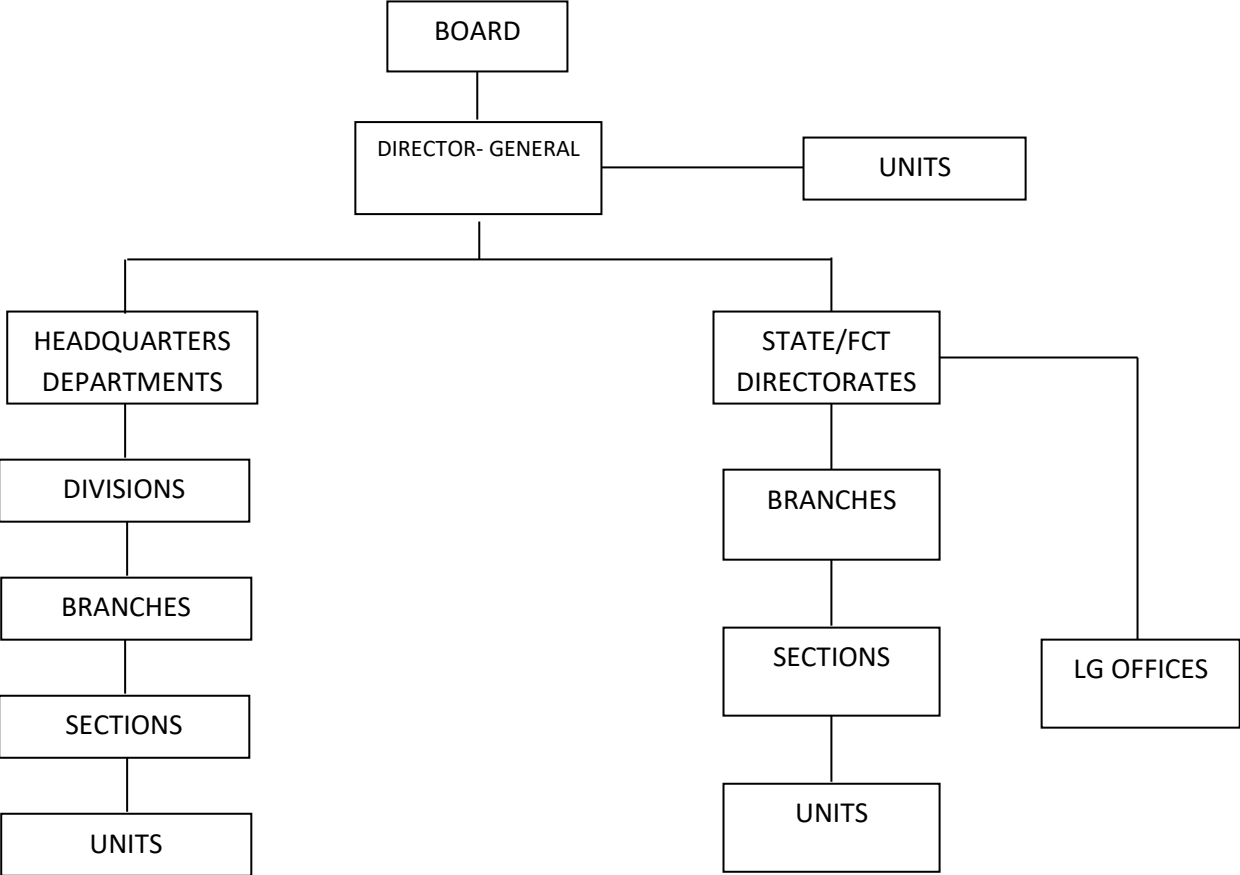 BOARD
DIRECTOR- GENERAL
UNITS
HEADQUARTERS
DEPARTMENTS
STATE/FCT
DIRECTORATES
DIVISIONS
BRANCHES
BRANCHES
SECTIONS
LG OFFICES
SECTIONS
UNITS
UNITS